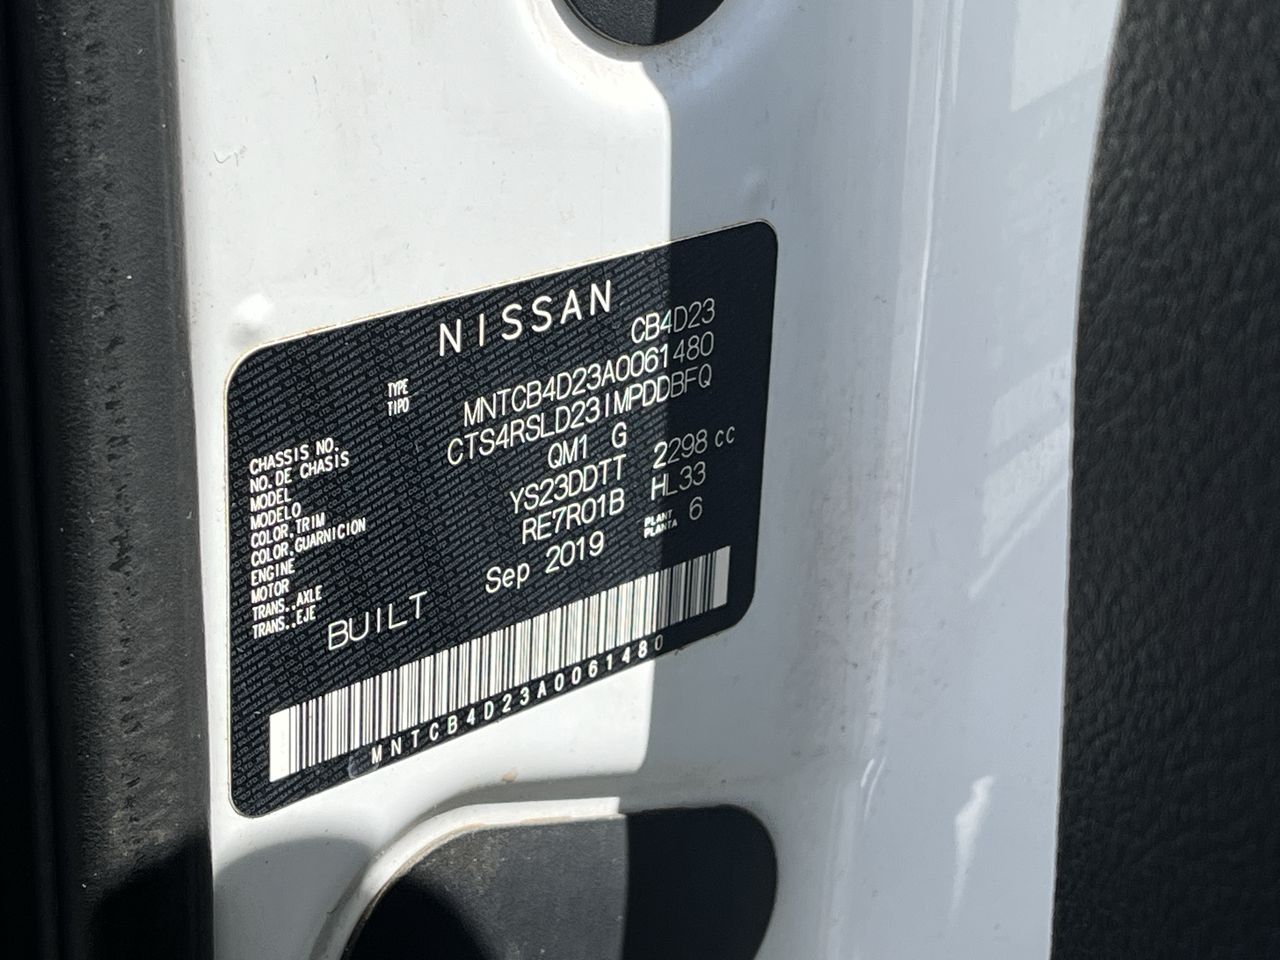 NISSAN
TYPE
TIPO
CB4D23
CHASSIS NO.
NO.DE CHASiS
MNTCB4D23A0061480
MODEL
MODELO
CTS4RSLD23IMPDDBFQ
COLOR,TRIM
COLOR,GUARNICION
QM1 G
ENGINE
MOTOR
YS23DDTT 2298 cc
TRANS.,AXLE
TRANS.,EJE
RE7R01B HL33
BUILT Sep 2019
PLANT
PLANTA
6
MNTCB4D23A0061480